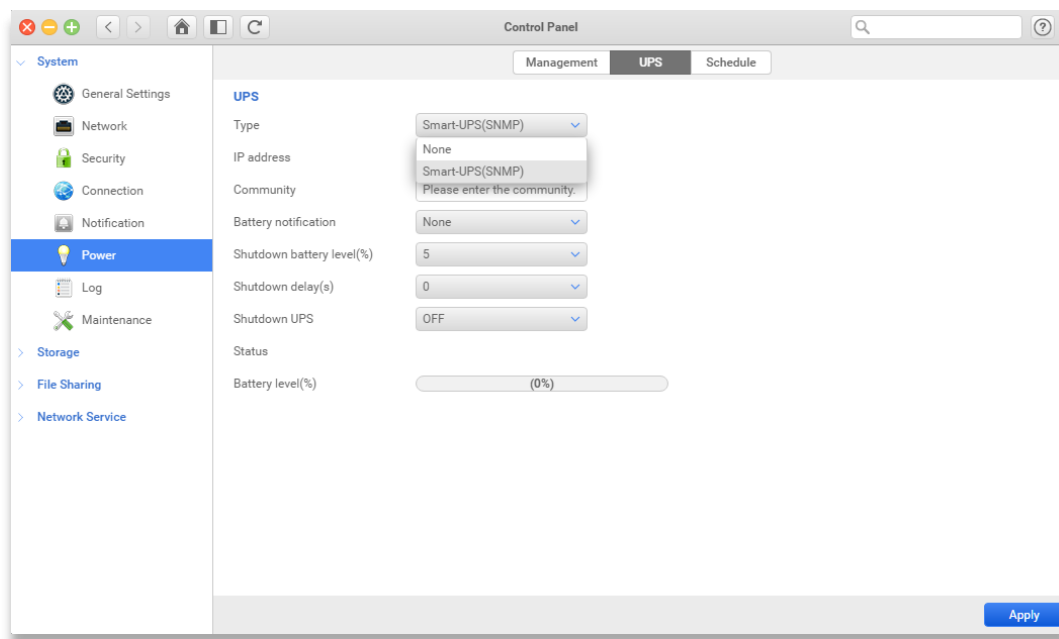 Control Panel
System
General Settings
Network
Security
Connection
Notification
Power
Log
Maintenance
Storage
File Sharing
Network Service
Management UPS Schedule
UPS
Type Smart-UPS(SNMP)
None
Smart-UPS(SNMP)
IP address
Community Please enter the community.
Battery notification None
Shutdown battery level(%) 5
Shutdown delay(s) 0
Shutdown UPS OFF
Status
Battery level(%) (0%)
Apply